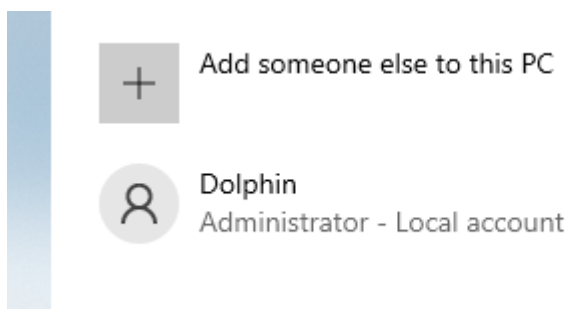 Add someone else to this PC
Dolphin
Administrator - Local account